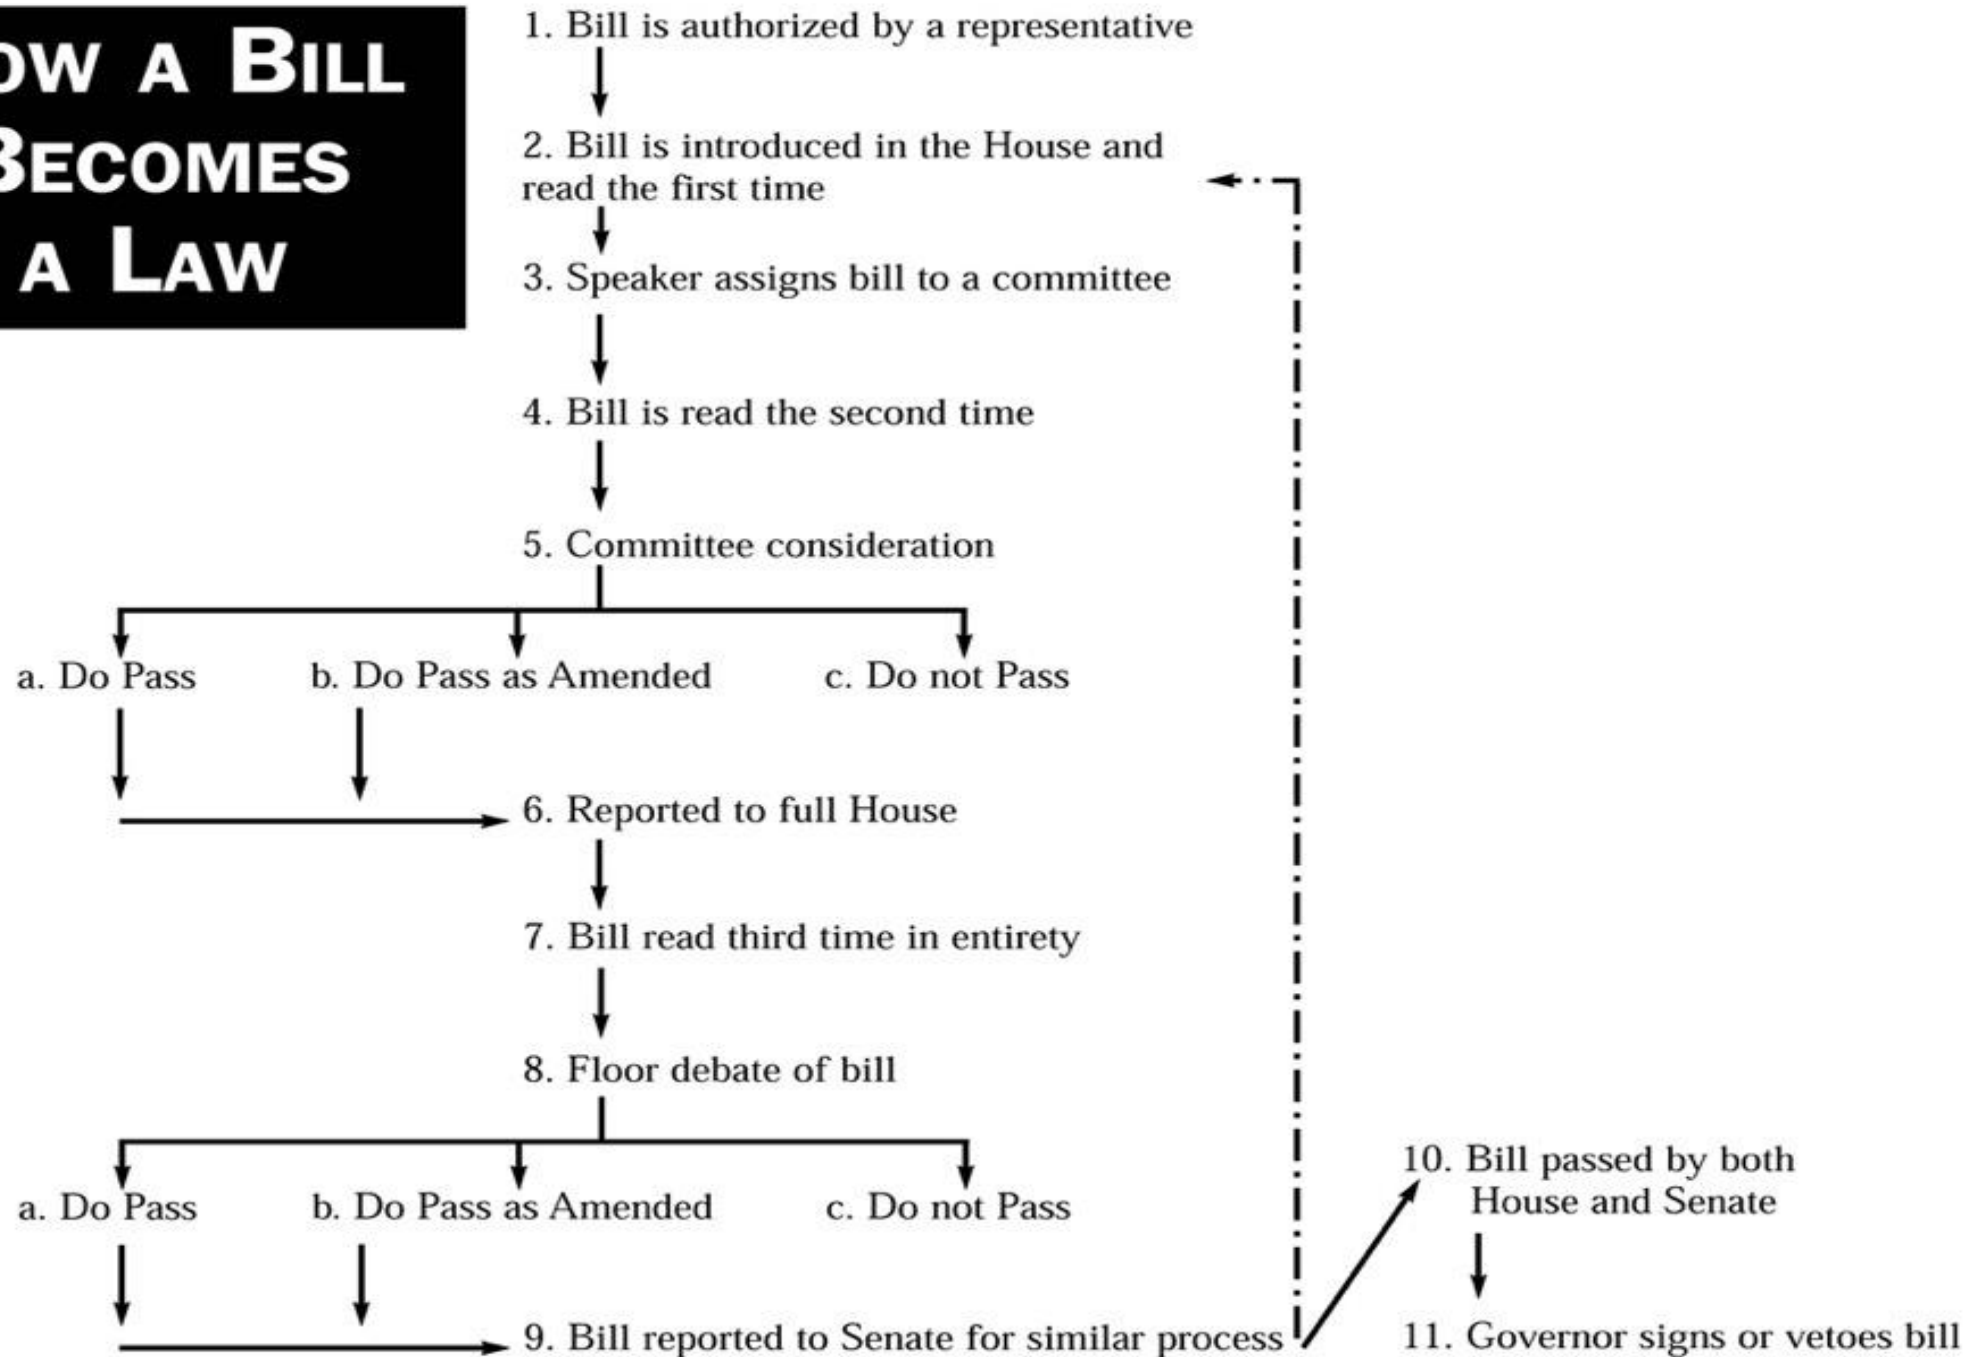 OW A BILL
BECOMES
A LAW
1. Bill is authorized by a representative
2. Bill is introduced in the House and
read the first time
3. Speaker assigns bill to a committee
4. Bill is read the second time
5. Committee consideration
a. Do Pass b. Do Pass as Amended c. Do not Pass
6. Reported to full House
7. Bill read third time in entirety
8. Floor debate of bill
a. Do Pass b. Do Pass as Amended c. Do not Pass
9. Bill reported to Senate for similar process
10. Bill passed by both
House and Senate
11. Governor signs or vetoes bill